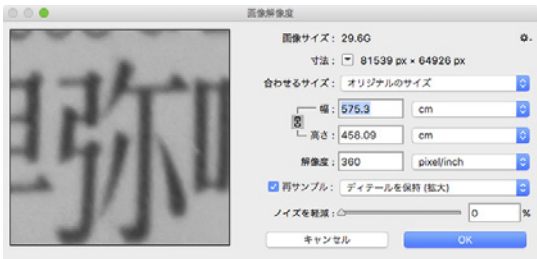 画像解像度
画像サイズ : 29.6G
寸法 : 81539 px × 64926 px
合わせるサイズ : オリジナルのサイズ
幅 : 575.3 cm
高さ : 458.09 cm
解像度 : 360 pixel/inch
再サンプル : ディテールを保持 (拡大)
ノイズを軽減 : 0 %
キャンセル OK
弥